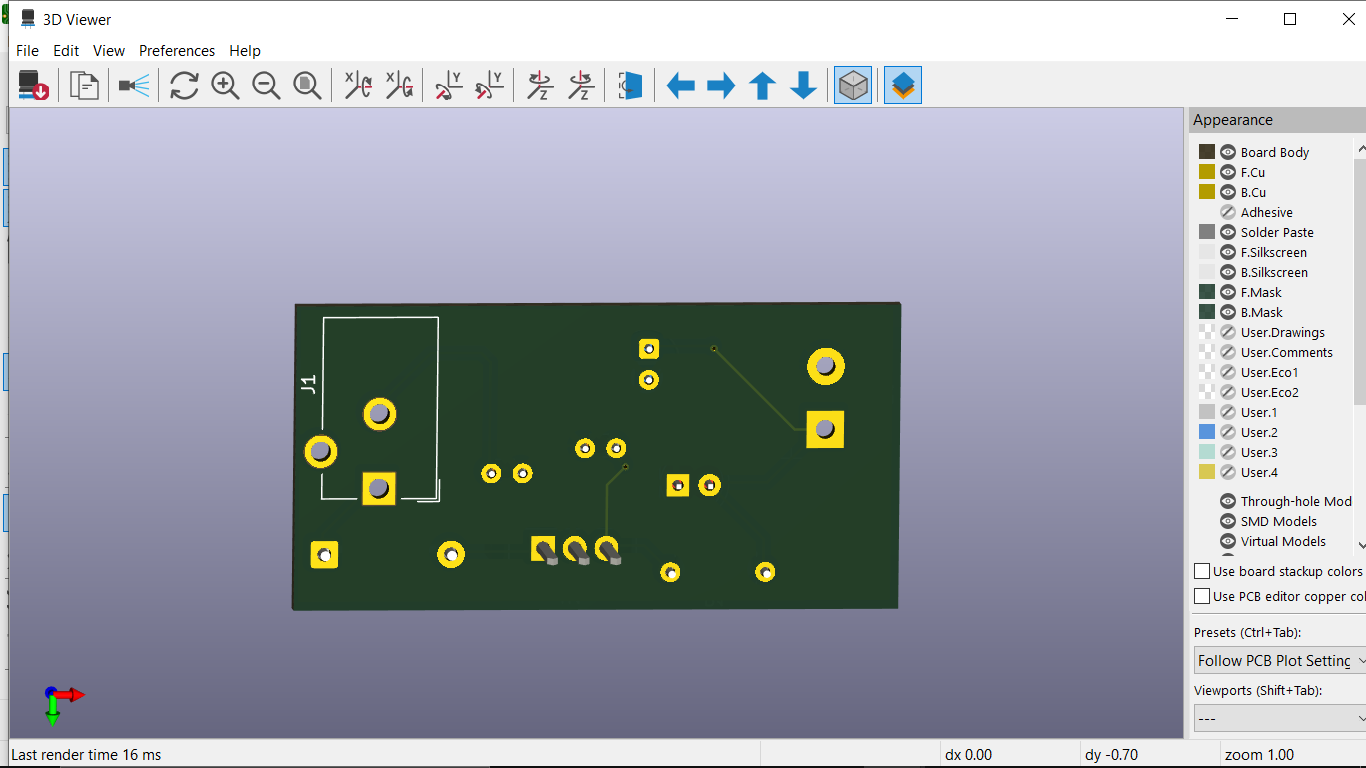 3D Viewer
File Edit View Preferences Help
Appearance
Board Body
F.Cu
B.Cu
Adhesive
Solder Paste
F.Silkscreen
B.Silkscreen
F.Mask
B.Mask
User.Drawings
User.Comments
User.Eco1
User.Eco2
User.1
User.2
User.3
User.4
Through-hole Mod
SMD Models
Virtual Models
Use board stackup colors
Use PCB editor copper col
Presets (Ctrl+Tab):
Follow PCB Plot Setting
Viewports (Shift+Tab):
---
J1
Last render time 16 ms
dx 0.00
dy -0.70
zoom 1.00